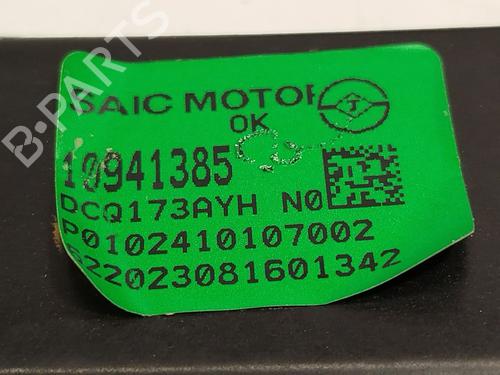 B-PARTS
SAIC MOTOR
OK
10941385
DCQ173AYH N0
P0102410107002
S22023081601342